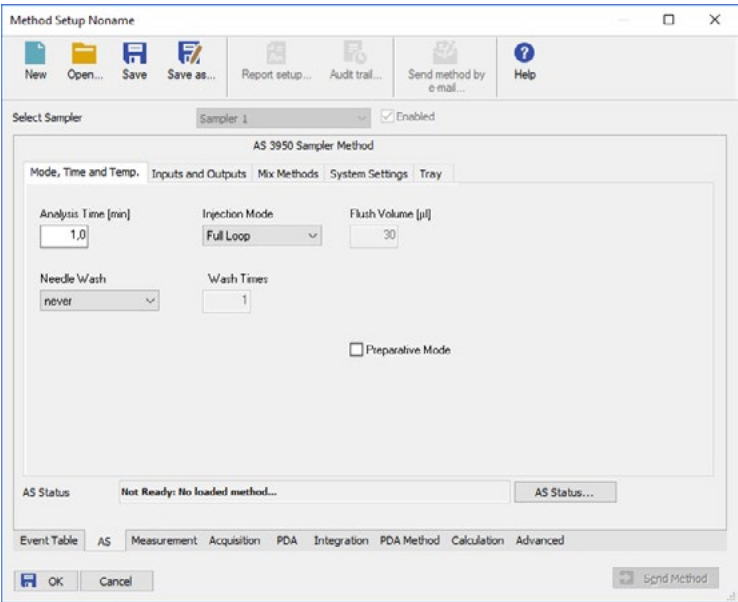 Method Setup Noname
New Open... Save Save as... Report setup... Audit trail... Send method by e-mail... Help
Select Sampler Sampler 1 Enabled
AS 3950 Sampler Method
Mode, Time and Temp. Inputs and Outputs Mix Methods System Settings Tray
Analysis Time [min] Injection Mode Flush Volume [µl]
1,0 Full Loop 30
Needle Wash Wash Times
never 1
Preparative Mode
AS Status Not Ready: No loaded method... AS Status...
Event Table AS Measurement Acquisition PDA Integration PDA Method Calculation Advanced
OK Cancel Send Method